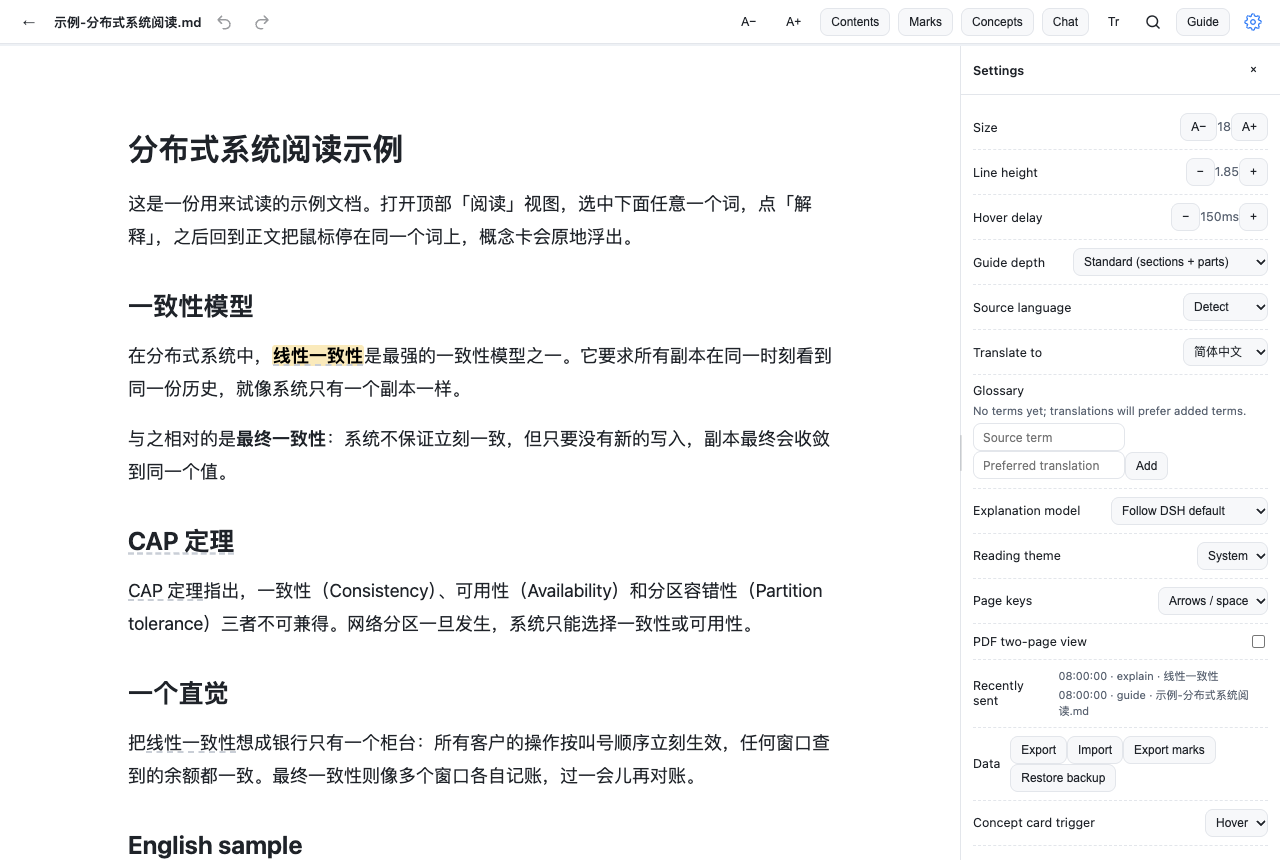 ← 示例-分布式系统阅读.md A− A+ Contents Marks Concepts Chat Tr Guide
分布式系统阅读示例
这是一份用来试读的示例文档。打开顶部「阅读」视图，选中下面任意一个词，点「解
释」，之后回到正文把鼠标停在同一个词上，概念卡会原地浮出。
一致性模型
在分布式系统中，线性一致性是最强的一致性模型之一。它要求所有副本在同一时刻看到
同一份历史，就像系统只有一个副本一样。
与之相对的是最终一致性：系统不保证立刻一致，但只要没有新的写入，副本最终会收敛
到同一个值。
CAP 定理
CAP 定理指出，一致性（Consistency）、可用性（Availability）和分区容错性（Partition
tolerance）三者不可兼得。网络分区一旦发生，系统只能选择一致性或可用性。
一个直觉
把线性一致性想成银行只有一个柜台：所有客户的操作按叫号顺序立刻生效，任何窗口查
到的余额都一致。最终一致性则像多个窗口各自记账，过一会儿再对账。
English sample
Settings ×
Size A− 18 A+
Line height − 1.85 +
Hover delay − 150ms +
Guide depth Standard (sections + parts)
Source language Detect
Translate to 简体中文
Glossary
No terms yet; translations will prefer added terms.
Source term
Preferred translation Add
Explanation model Follow DSH default
Reading theme System
Page keys Arrows / space
PDF two-page view
Recently sent
08:00:00 · explain · 线性一致性
08:00:00 · guide · 示例-分布式系统阅
读.md
Data Export Import Export marks
Restore backup
Concept card trigger Hover